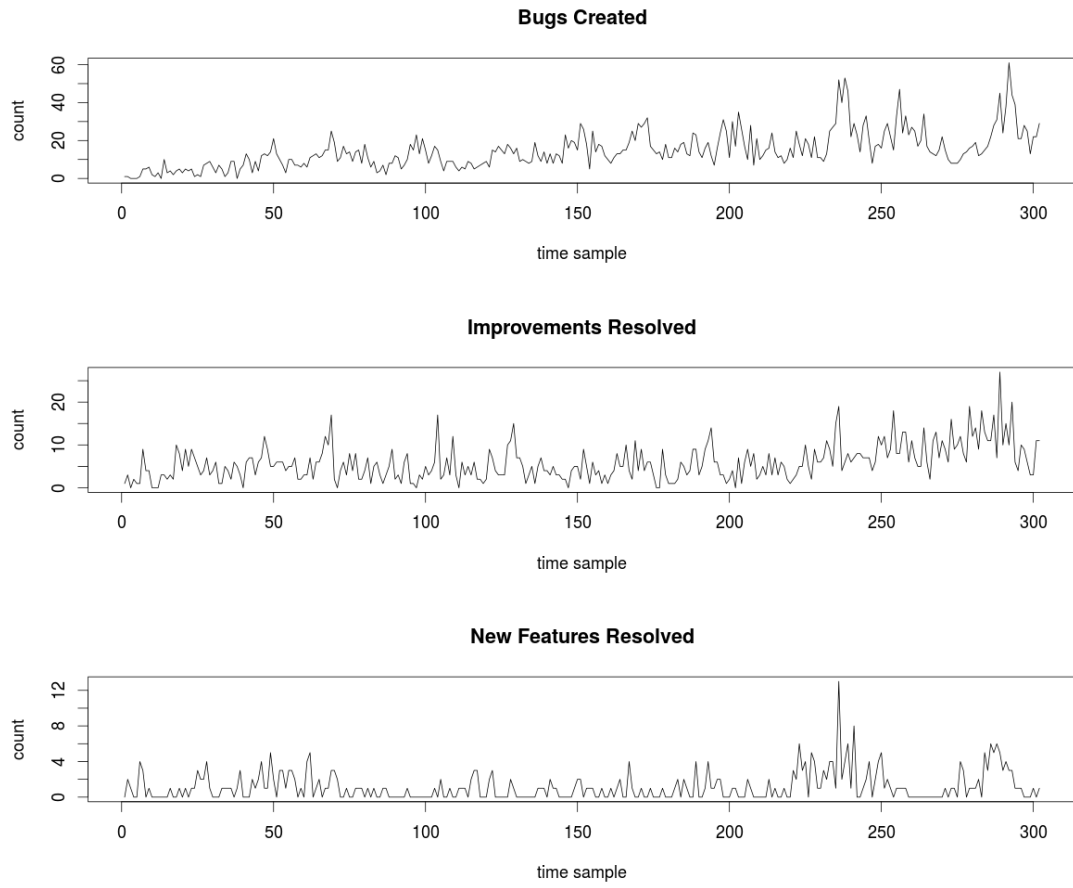 Bugs Created
count
0 20 40 60
0 50 100 150 200 250 300
time sample
Improvements Resolved
count
0 10 20
0 50 100 150 200 250 300
time sample
New Features Resolved
count
0 4 8 12
0 50 100 150 200 250 300
time sample